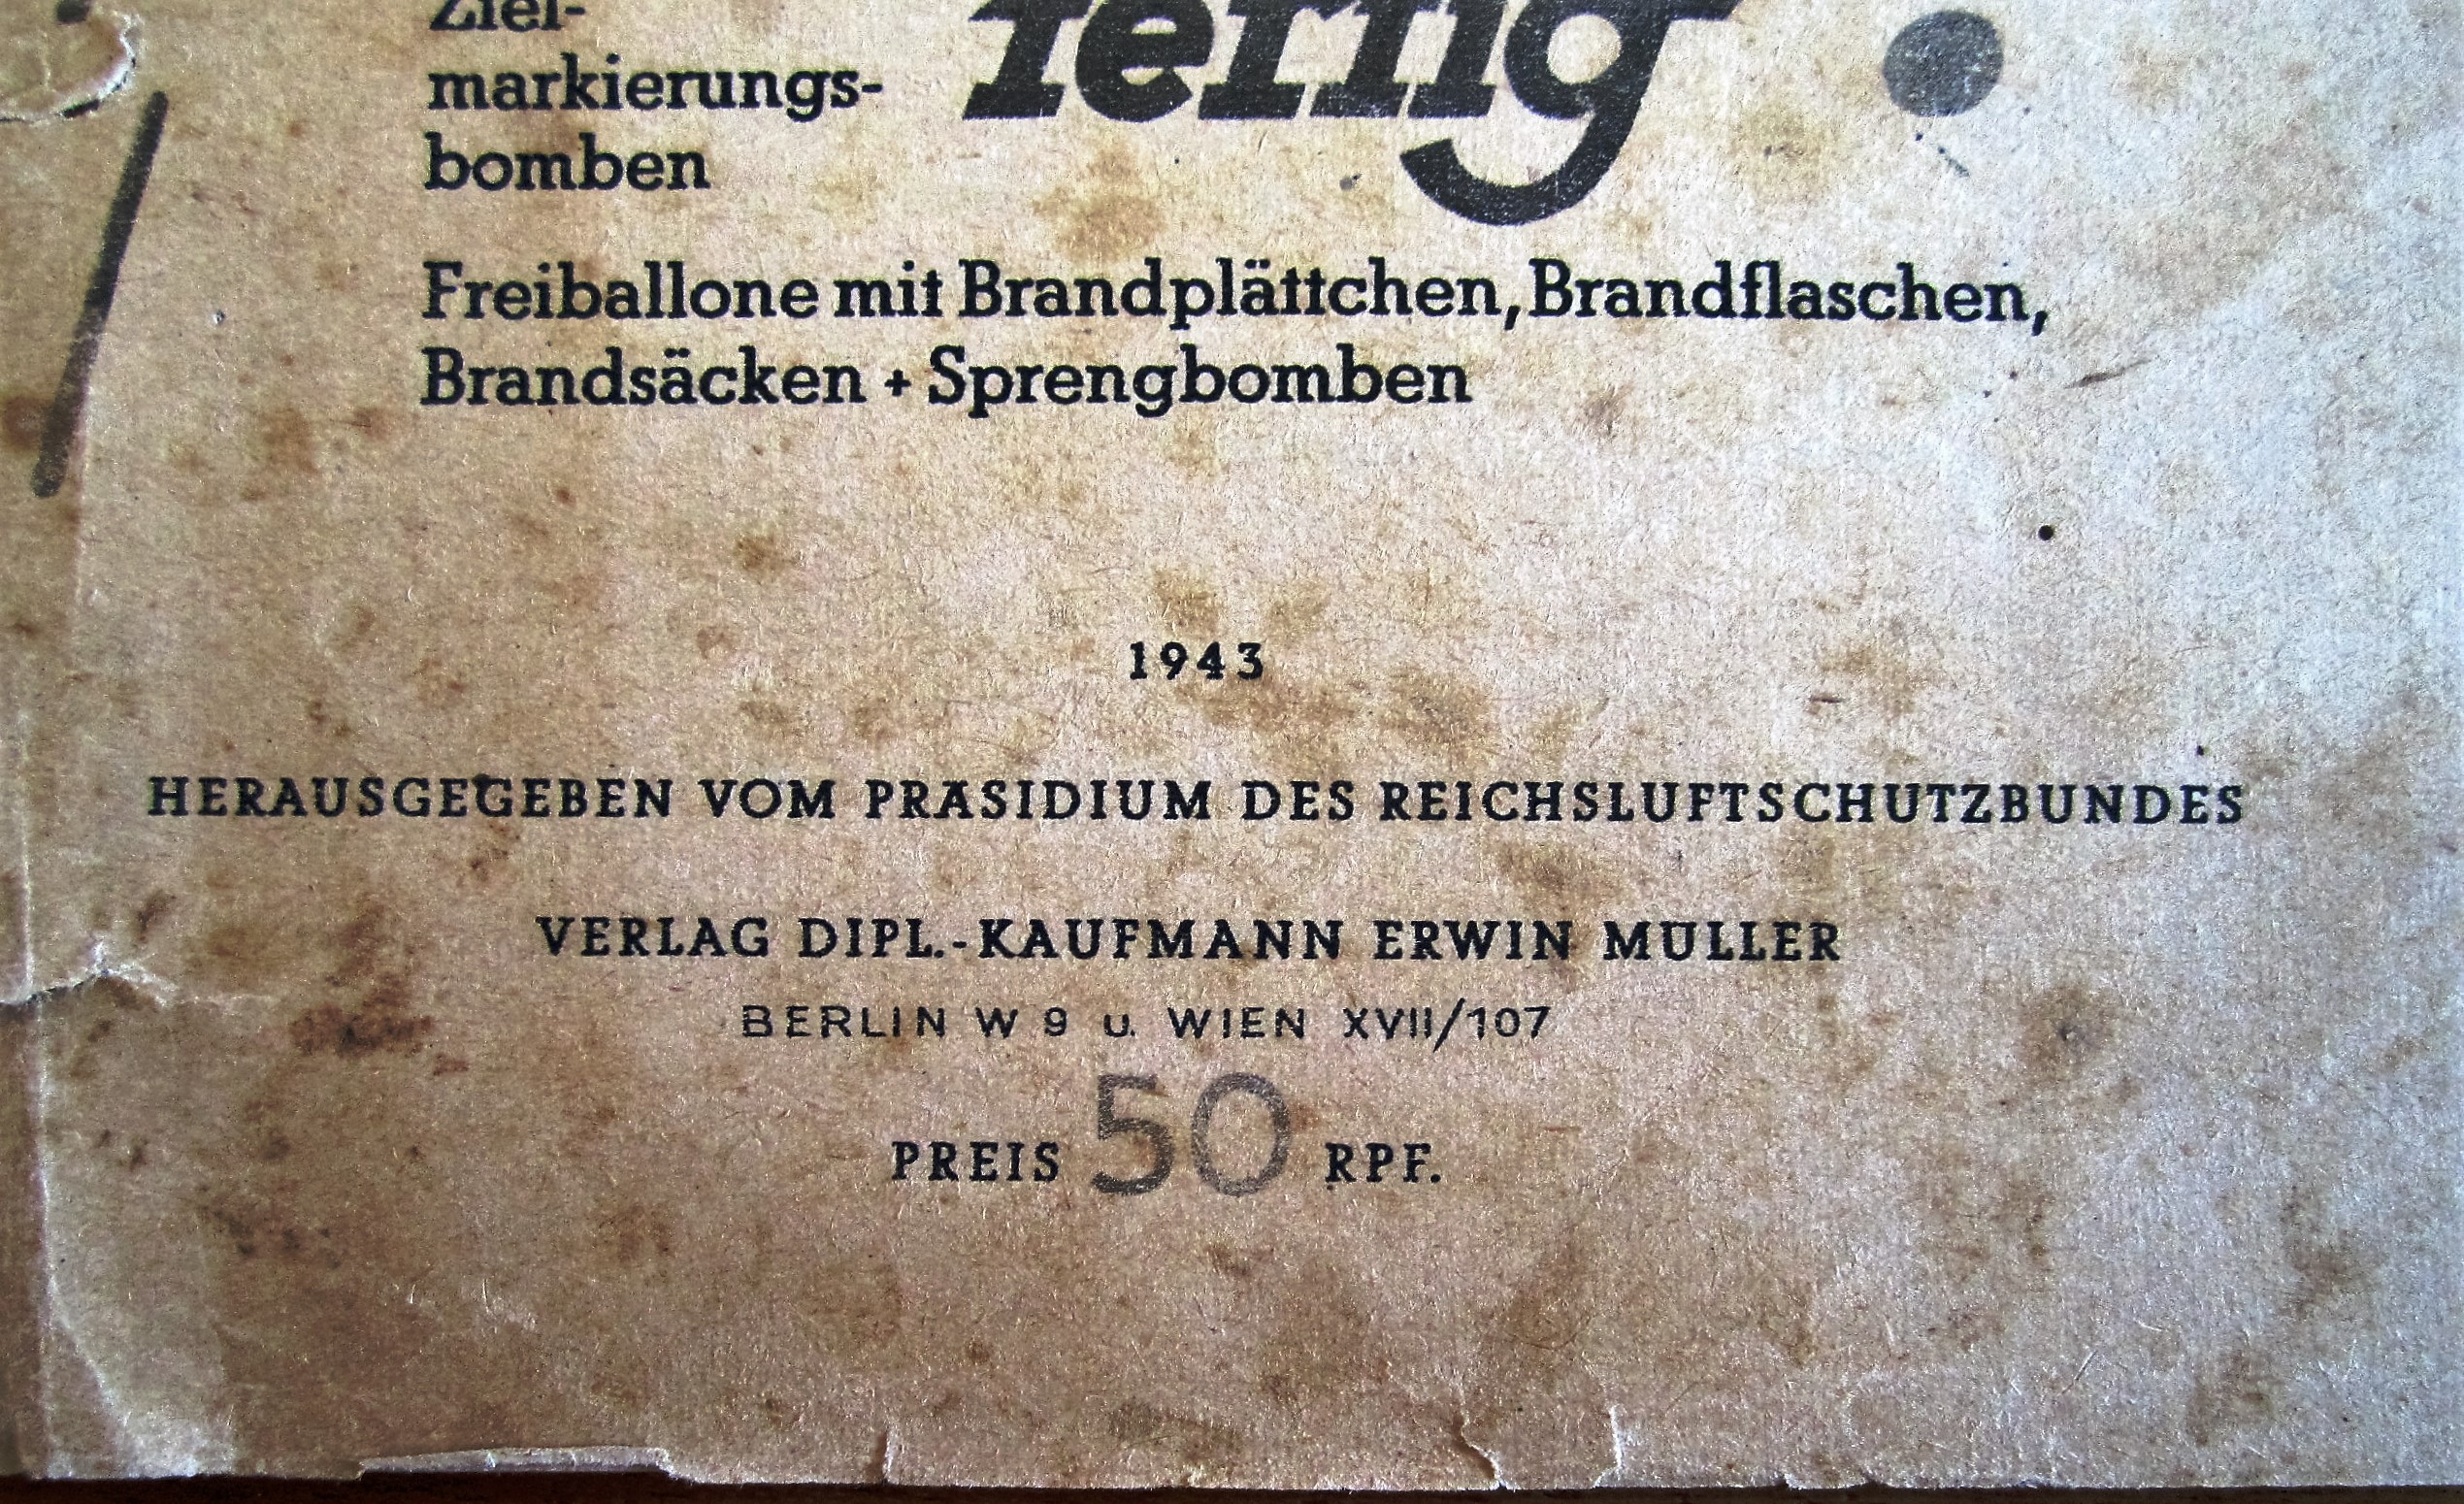 Ziel-
markierungs-
bomben
fertig
Freiballone mit Brandplättchen, Brandflaschen,
Brandsäcken + Sprengbomben
1943
HERAUSGEGEBEN VOM PRÄSIDIUM DES REICHSLUFTSCHUTZBUNDES
VERLAG DIPL.-KAUFMANN ERWIN MÜLLER
BERLIN W 9 u. WIEN XVII/107
PREIS 50 RPF.